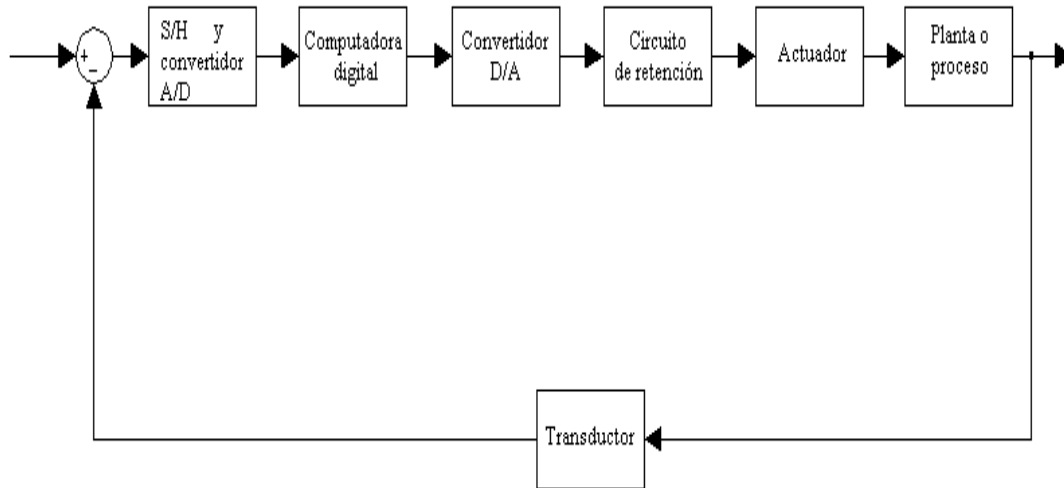 +
−
S/H y
convertidor
A/D
Computadora
digital
Convertidor
D/A
Circuito
de retención
Actuador
Planta o
proceso
Transductor